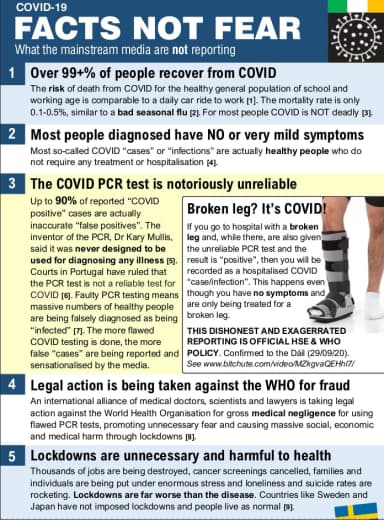 COVID-19
FACTS NOT FEAR
What the mainstream media are not reporting
1 Over 99+% of people recover from COVID
The risk of death from COVID for the healthy general population of school and
working age is comparable to a daily car ride to work [1]. The mortality rate is only
0.1-0.5%, similar to a bad seasonal flu [2]. For most people COVID is NOT deadly [3].
2 Most people diagnosed have NO or very mild symptoms
Most so-called COVID “cases” or “infections” are actually healthy people who do
not require any treatment or hospitalisation [4].
3 The COVID PCR test is notoriously unreliable
Up to 90% of reported “COVID
positive” cases are actually
inaccurate “false positives”. The
inventor of the PCR, Dr Kary Mullis,
said it was never designed to be
used for diagnosing any illness [5].
Courts in Portugal have ruled that
the PCR test is not a reliable test for
COVID [6]. Faulty PCR testing means
massive numbers of healthy people
are being falsely diagnosed as being
“infected” [7]. The more flawed
COVID testing is done, the more
false “cases” are being reported and
sensationalised by the media.
Broken leg? It's COVID!
If you go to hospital with a broken
leg and, while there, are also given
the unreliable PCR test and the
result is “positive”, then you will be
recorded as a hospitalised COVID
“case/infection”. This happens even
though you have no symptoms and
are only being treated for a
broken leg.
THIS DISHONEST AND EXAGERRATED
REPORTING IS OFFICIAL HSE & WHO
POLICY. Confirmed to the Dáil (29/09/20).
See www.bitchute.com/video/MZkgvaQEHhI7/
4 Legal action is being taken against the WHO for fraud
An international alliance of medical doctors, scientists and lawyers is taking legal
action against the World Health Organisation for gross medical negligence for using
flawed PCR tests, promoting unnecessary fear and causing massive social, economic
and medical harm through lockdowns [8].
5 Lockdowns are unnecessary and harmful to health
Thousands of jobs are being destroyed, cancer screenings cancelled, families and
individuals are being put under enormous stress and loneliness and suicide rates are
rocketing. Lockdowns are far worse than the disease. Countries like Sweden and
Japan have not imposed lockdowns and people live as normal [9].